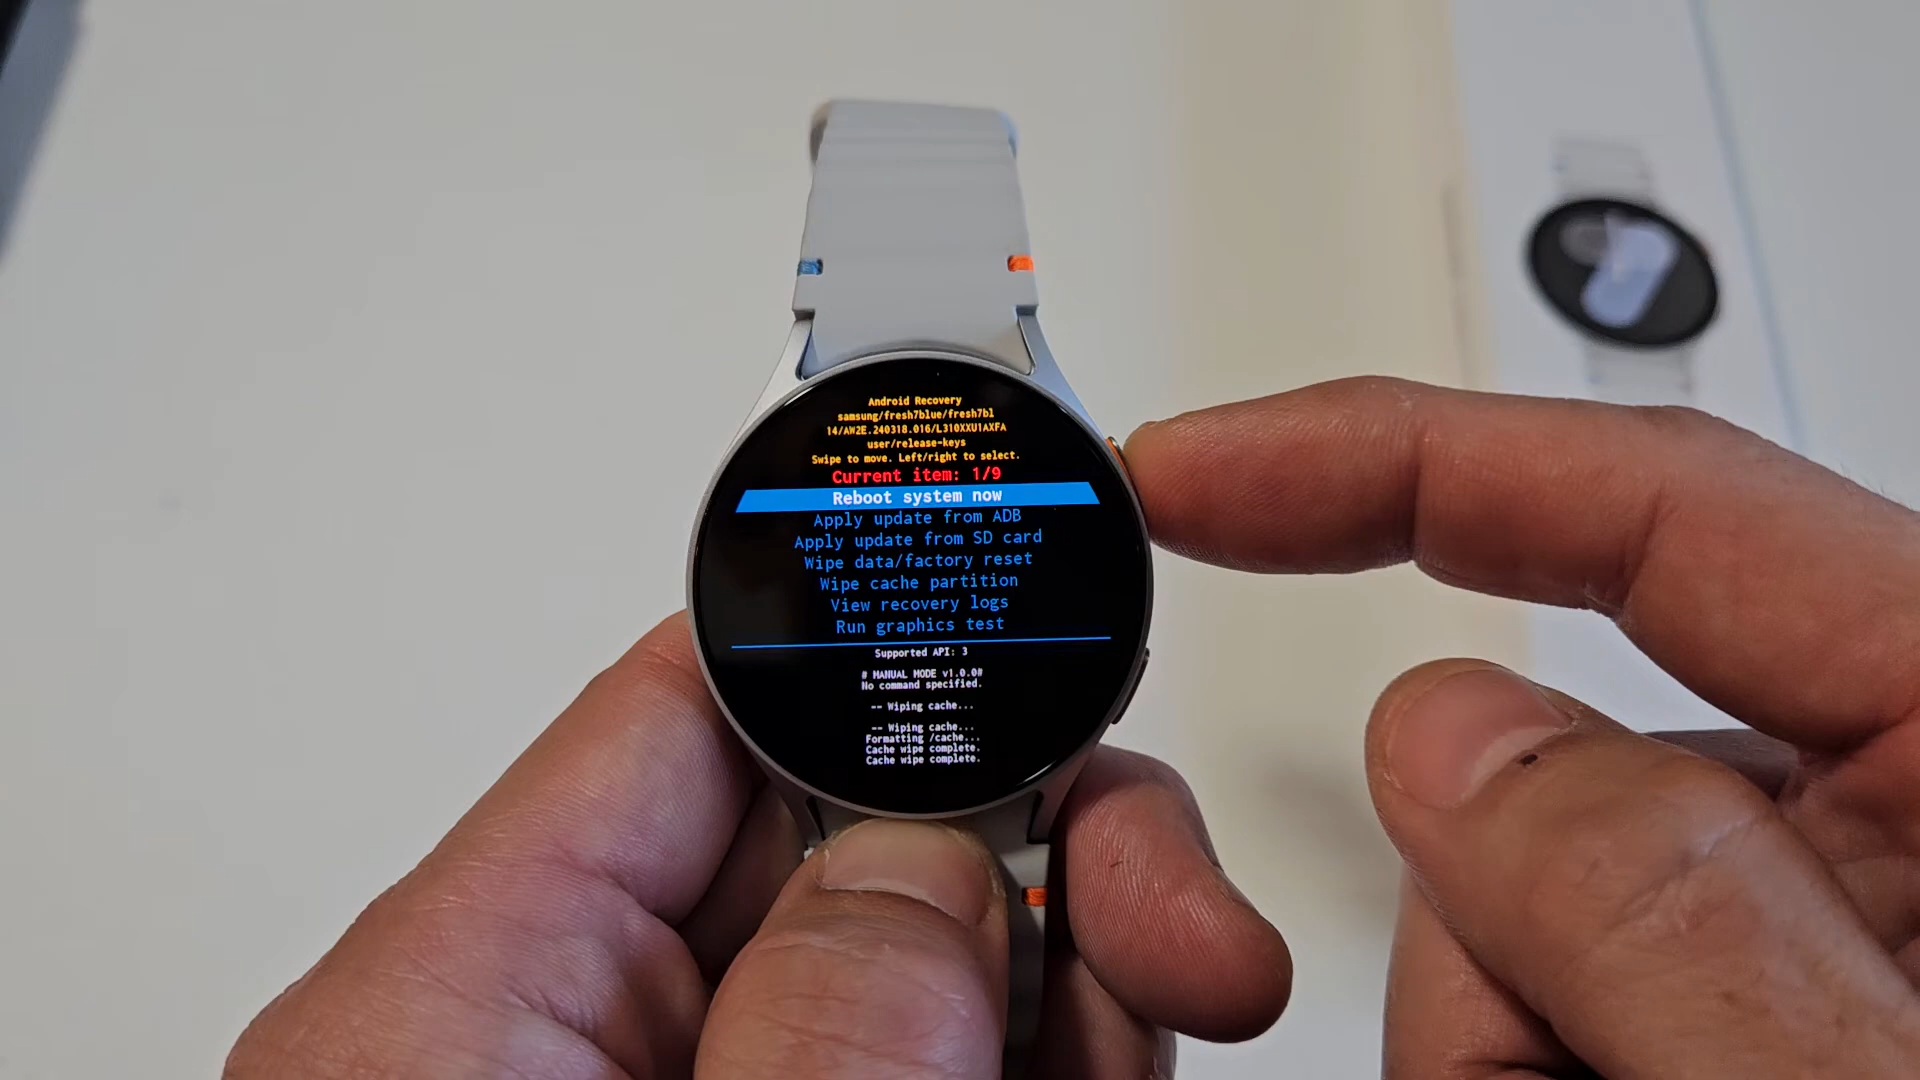 Android Recovery
samsung/fresh7blue/fresh7bl
14/AW2E.240318.016/L310XXU1AXFA
user/release-keys
Swipe to move. Left/right to select.
Current item: 1/9
Reboot system now
Apply update from ADB
Apply update from SD card
Wipe data/factory reset
Wipe cache partition
View recovery logs
Run graphics test
Supported API: 3
# MANUAL MODE v1.0.0#
No command specified.
-- Wiping cache...
-- Wiping cache...
Formatting /cache...
Cache wipe complete.
Cache wipe complete.